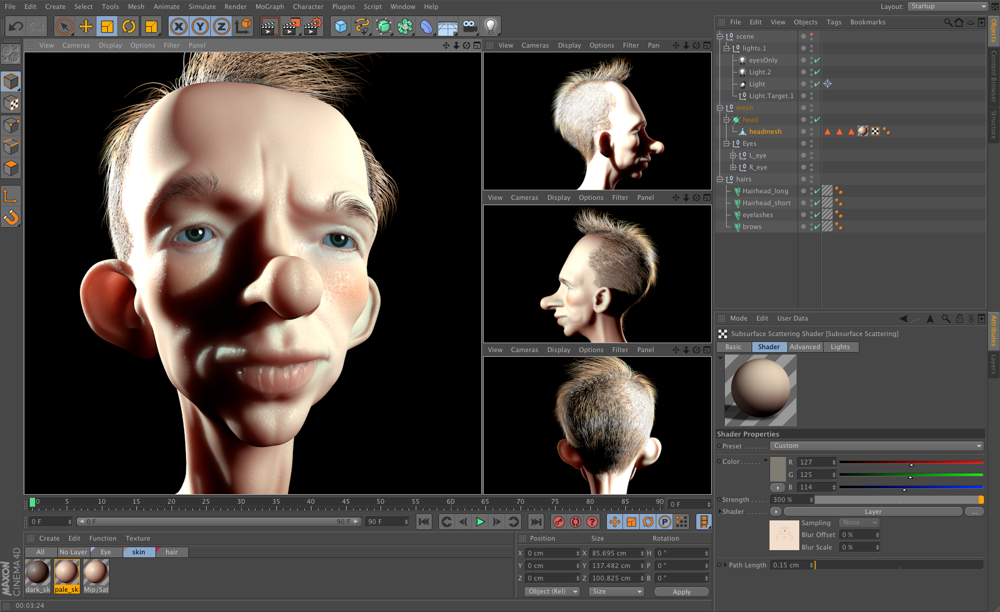 File Edit Create Select Tools Mesh Animate Simulate Render MoGraph Character Plugins Script Window Help
Layout: Startup
View Cameras Display Options Filter Panel
View Cameras Display Options Filter Pan
View Cameras Display Options Filter Panel
View Cameras Display Options Filter Panel
0 5 10 15 20 25 30 35 40 45 50 55 60 65 70 75 80 85 90 0 F
0 F 0 F 90 F 90 F
Create Edit Function Texture
All No Layer Eye skin hair
dark_sk pale_sk Mip/Sat
MAXON
CINEMA 4D
00:03:24
Position Size Rotation
X 0 cm X 85.695 cm H 0 °
Y 0 cm Y 137.482 cm P 0 °
Z 0 cm Z 100.825 cm B 0 °
Object (Rel) Size Apply
File Edit View Objects Tags Bookmarks
scene
lights.1
eyesOnly
Light.2
Light
Light.Target.1
mesh
head
headmesh
Eyes
L_eye
R_eye
hairs
Hairhead_long
Hairhead_short
eyelashes
brows
Objects
Content Browser
Structure
Mode Edit User Data
Subsurface Scattering Shader [Subsurface Scattering]
Basic Shader Advanced Lights
Shader Properties
Preset Custom
Color R 127
G 125
B 114
Strength 300 %
Shader Layer ...
Sampling None
Blur Offset 0 %
Blur Scale 0 %
Path Length 0.15 cm
Attributes
Layers